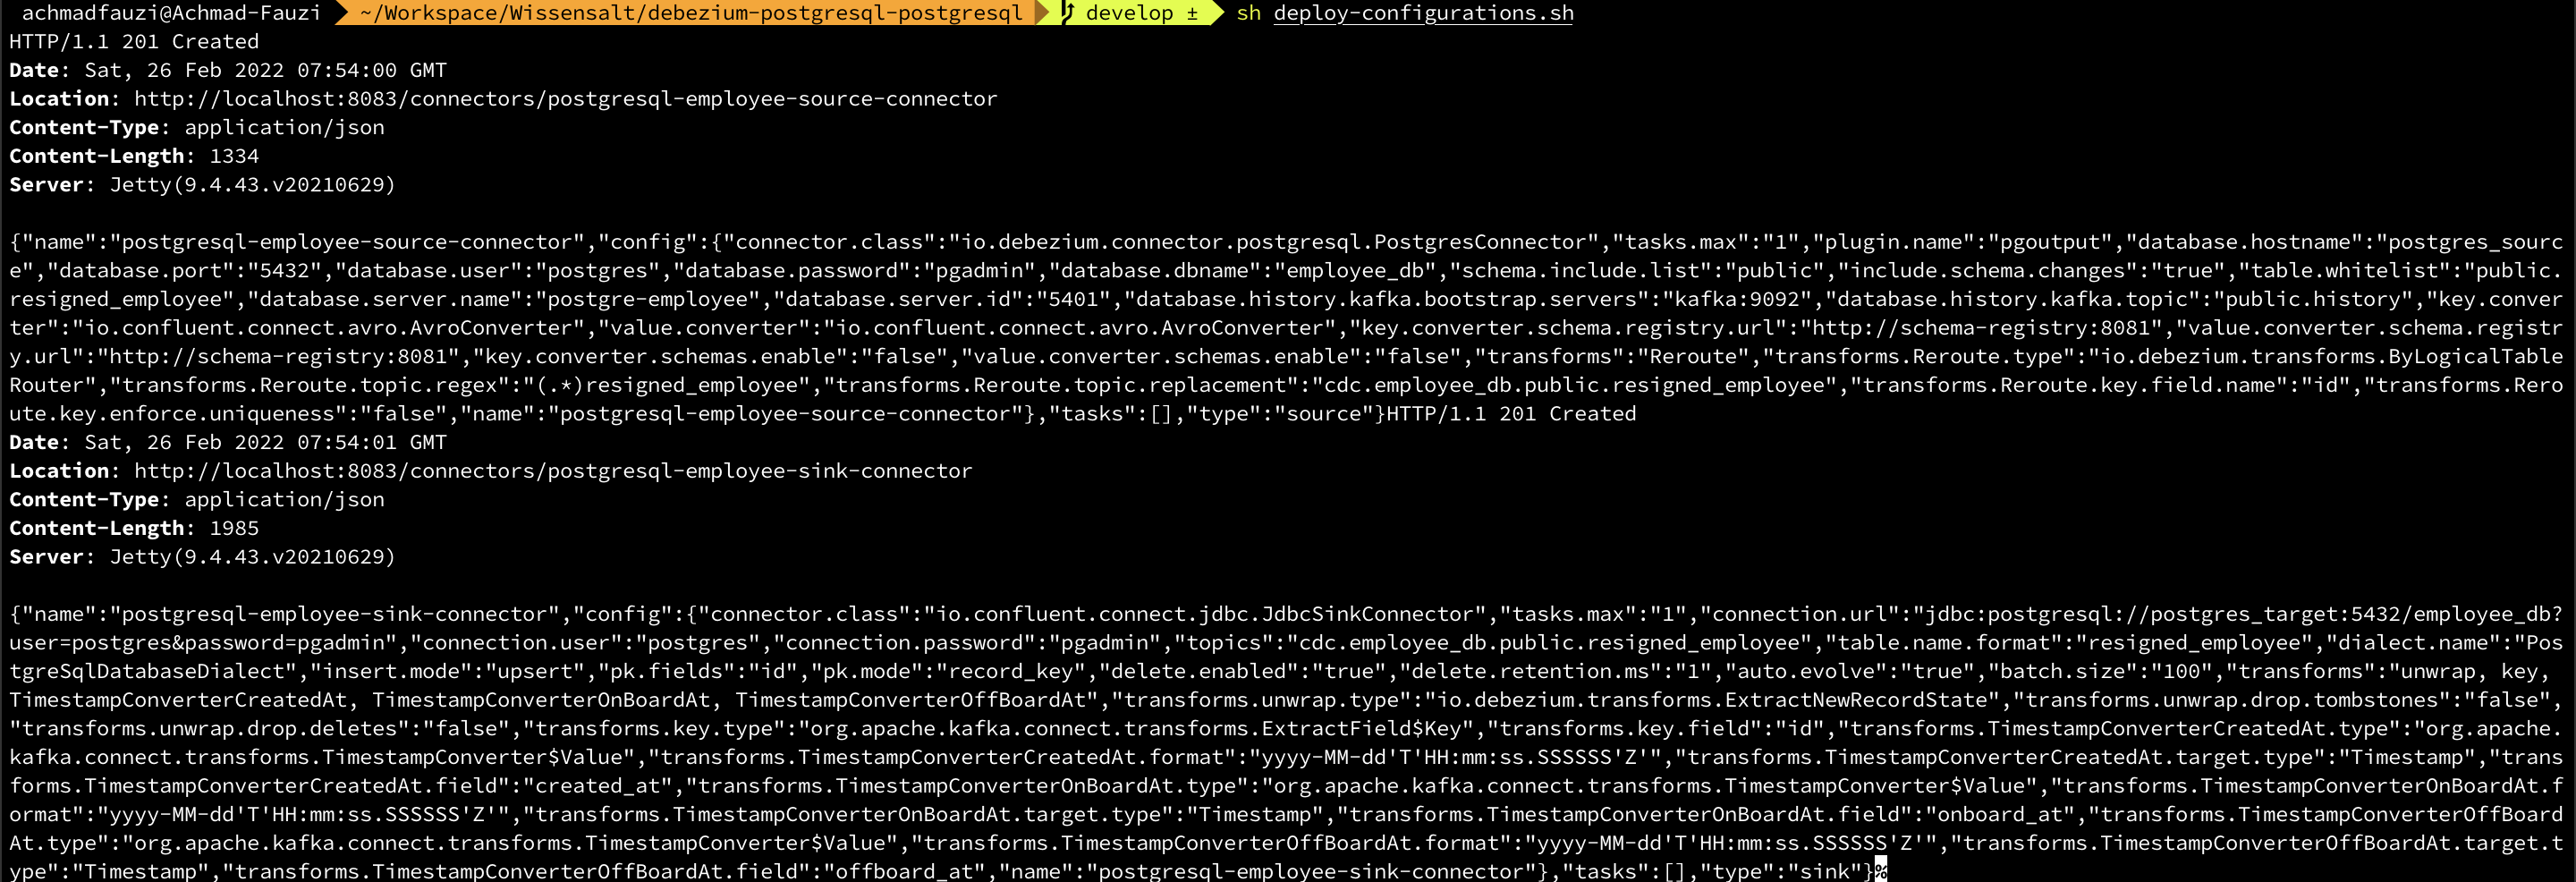 achmadfauzi@Achmad-Fauzi ~/Workspace/Wissensalt/debezium-postgresql-postgresql develop ± sh deploy-configurations.sh
HTTP/1.1 201 Created
Date: Sat, 26 Feb 2022 07:54:00 GMT
Location: http://localhost:8083/connectors/postgresql-employee-source-connector
Content-Type: application/json
Content-Length: 1334
Server: Jetty(9.4.43.v20210629)
{"name":"postgresql-employee-source-connector","config":{"connector.class":"io.debezium.connector.postgresql.PostgresConnector","tasks.max":"1","plugin.name":"pgoutput","database.hostname":"postgres_sourc
e","database.port":"5432","database.user":"postgres","database.password":"pgadmin","database.dbname":"employee_db","schema.include.list":"public","include.schema.changes":"true","table.whitelist":"public.
resigned_employee","database.server.name":"postgre-employee","database.server.id":"5401","database.history.kafka.bootstrap.servers":"kafka:9092","database.history.kafka.topic":"public.history","key.conver
ter":"io.confluent.connect.avro.AvroConverter","value.converter":"io.confluent.connect.avro.AvroConverter","key.converter.schema.registry.url":"http://schema-registry:8081","value.converter.schema.registr
y.url":"http://schema-registry:8081","key.converter.schemas.enable":"false","value.converter.schemas.enable":"false","transforms":"Reroute","transforms.Reroute.type":"io.debezium.transforms.ByLogicalTable
Router","transforms.Reroute.topic.regex":"(.*)resigned_employee","transforms.Reroute.topic.replacement":"cdc.employee_db.public.resigned_employee","transforms.Reroute.key.field.name":"id","transforms.Rero
ute.key.enforce.uniqueness":"false","name":"postgresql-employee-source-connector"},"tasks":[],"type":"source"}HTTP/1.1 201 Created
Date: Sat, 26 Feb 2022 07:54:01 GMT
Location: http://localhost:8083/connectors/postgresql-employee-sink-connector
Content-Type: application/json
Content-Length: 1985
Server: Jetty(9.4.43.v20210629)
{"name":"postgresql-employee-sink-connector","config":{"connector.class":"io.confluent.connect.jdbc.JdbcSinkConnector","tasks.max":"1","connection.url":"jdbc:postgresql://postgres_target:5432/employee_db?
user=postgres&password=pgadmin","connection.user":"postgres","connection.password":"pgadmin","topics":"cdc.employee_db.public.resigned_employee","table.name.format":"resigned_employee","dialect.name":"Pos
tgreSqlDatabaseDialect","insert.mode":"upsert","pk.fields":"id","pk.mode":"record_key","delete.enabled":"true","delete.retention.ms":"1","auto.evolve":"true","batch.size":"100","transforms":"unwrap, key,
TimestampConverterCreatedAt, TimestampConverterOnBoardAt, TimestampConverterOffBoardAt","transforms.unwrap.type":"io.debezium.transforms.ExtractNewRecordState","transforms.unwrap.drop.tombstones":"false",
"transforms.unwrap.drop.deletes":"false","transforms.key.type":"org.apache.kafka.connect.transforms.ExtractField$Key","transforms.key.field":"id","transforms.TimestampConverterCreatedAt.type":"org.apache.
kafka.connect.transforms.TimestampConverter$Value","transforms.TimestampConverterCreatedAt.format":"yyyy-MM-dd'T'HH:mm:ss.SSSSSS'Z'","transforms.TimestampConverterCreatedAt.target.type":"Timestamp","trans
forms.TimestampConverterCreatedAt.field":"created_at","transforms.TimestampConverterOnBoardAt.type":"org.apache.kafka.connect.transforms.TimestampConverter$Value","transforms.TimestampConverterOnBoardAt.f
ormat":"yyyy-MM-dd'T'HH:mm:ss.SSSSSS'Z'","transforms.TimestampConverterOnBoardAt.target.type":"Timestamp","transforms.TimestampConverterOnBoardAt.field":"onboard_at","transforms.TimestampConverterOffBoard
At.type":"org.apache.kafka.connect.transforms.TimestampConverter$Value","transforms.TimestampConverterOffBoardAt.format":"yyyy-MM-dd'T'HH:mm:ss.SSSSSS'Z'","transforms.TimestampConverterOffBoardAt.target.t
ype":"Timestamp","transforms.TimestampConverterOffBoardAt.field":"offboard_at","name":"postgresql-employee-sink-connector"},"tasks":[],"type":"sink"}%